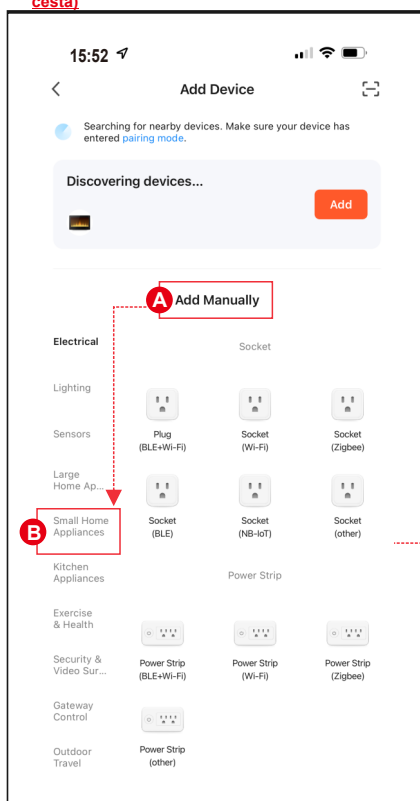 cesta)
15:52
Add Device
Searching for nearby devices. Make sure your device has
entered pairing mode.
Discovering devices...
Add
A
Add Manually
Electrical
Lighting
Sensors
Large
Home Ap...
B
Small Home
Appliances
Kitchen
Appliances
Exercise
& Health
Security &
Video Sur...
Gateway
Control
Outdoor
Travel
Socket
Plug
(BLE+Wi-Fi)
Socket
(Wi-Fi)
Socket
(Zigbee)
Socket
(BLE)
Socket
(NB-IoT)
Socket
(other)
Power Strip
Power Strip
(BLE+Wi-Fi)
Power Strip
(Wi-Fi)
Power Strip
(Zigbee)
Power Strip
(other)